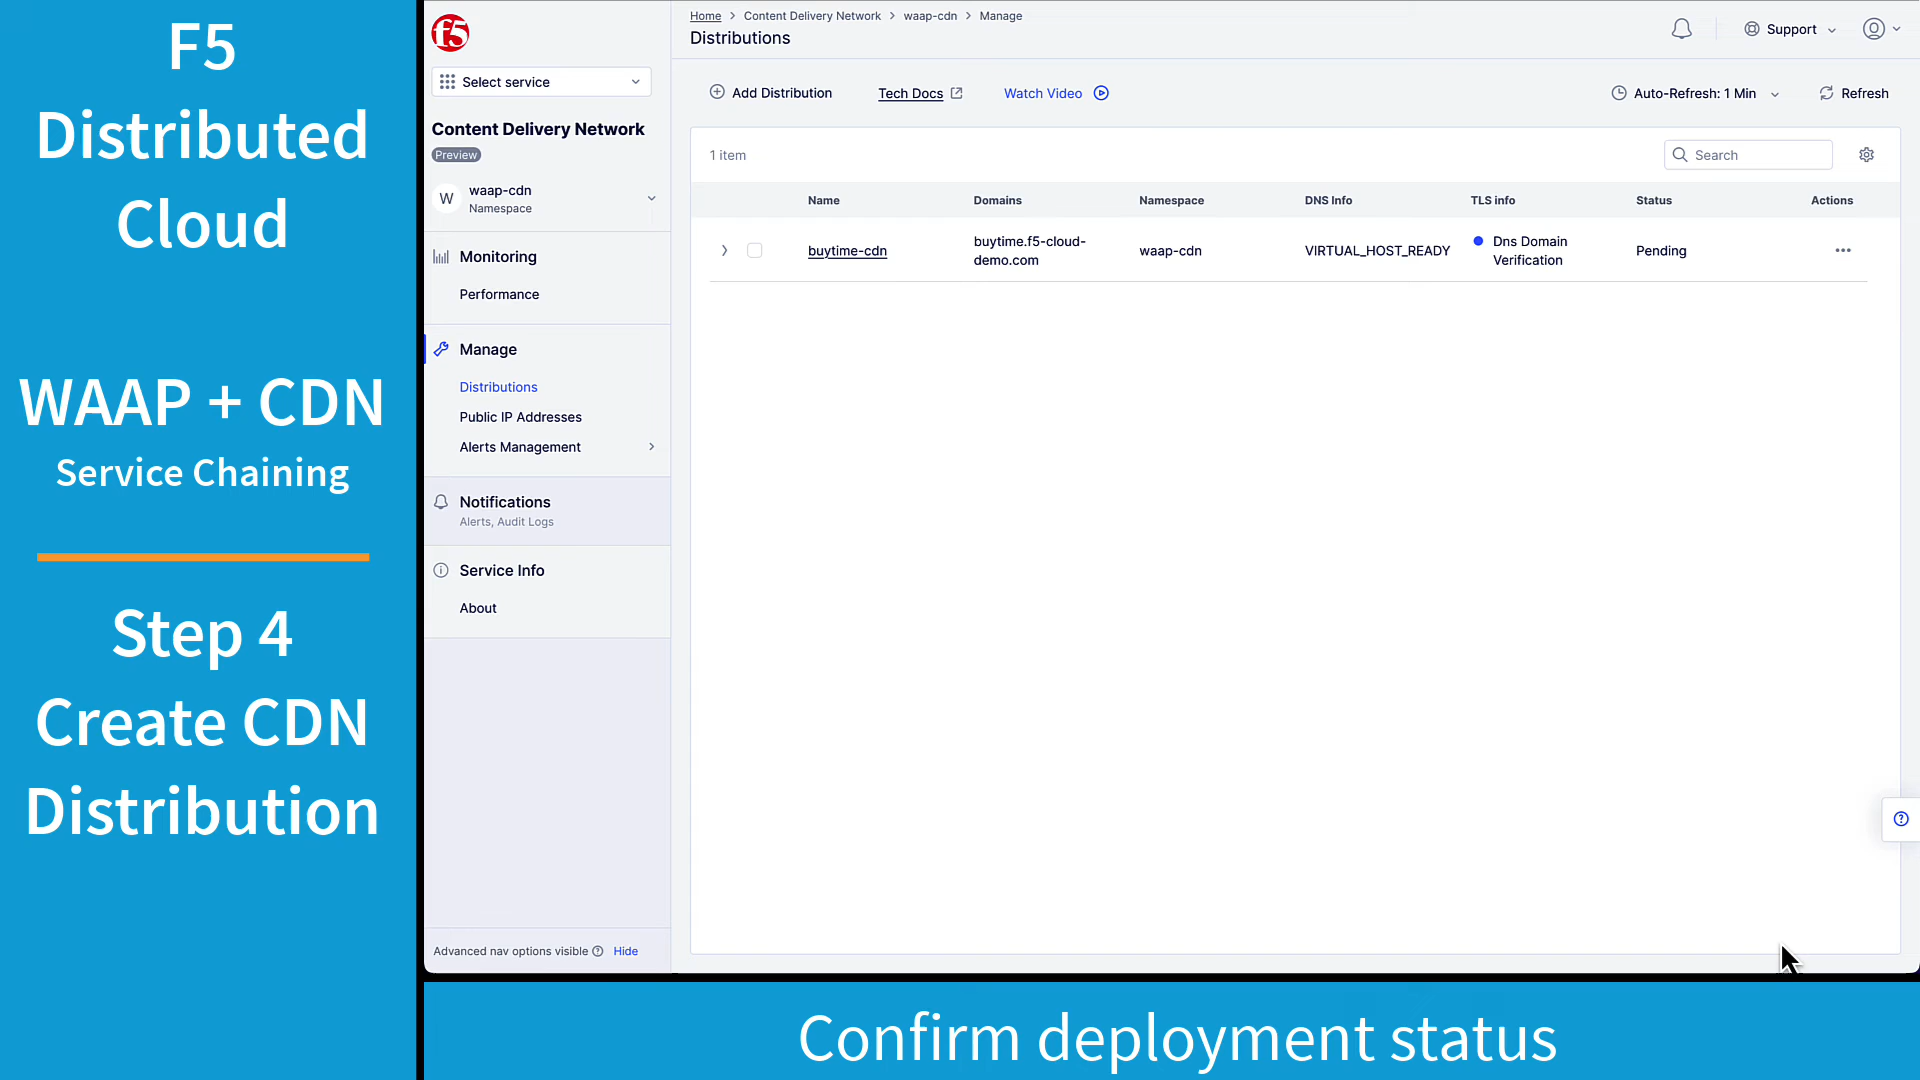 F5
Distributed
Cloud
WAAP + CDN
Service Chaining
Step 4
Create CDN
Distribution
f5
Select service
Content Delivery Network
Preview
W
waap-cdn
Namespace
Monitoring
Performance
Manage
Distributions
Public IP Addresses
Alerts Management
Notifications
Alerts, Audit Logs
Service Info
About
Advanced nav options visible
Hide
Home > Content Delivery Network > waap-cdn > Manage
Distributions
Support
Add Distribution
Tech Docs
Watch Video
Auto-Refresh: 1 Min
Refresh
1 item
Search
Name Domains Namespace DNS Info TLS info Status Actions
buytime-cdn
buytime.f5-cloud-
demo.com
waap-cdn
VIRTUAL_HOST_READY
Dns Domain
Verification
Pending
Confirm deployment status